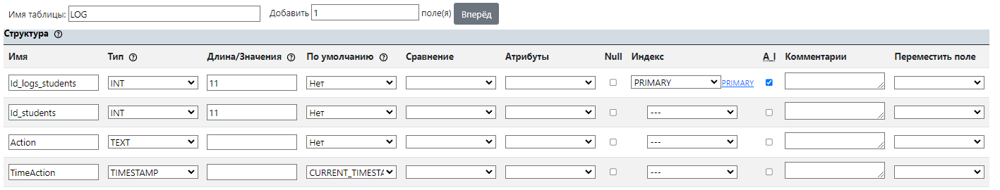 Имя таблицы: LOG Добавить 1 поле(я) Вперёд
Структура
Имя Тип Длина/Значения По умолчанию Сравнение Атрибуты Null Индекс A_I Комментарии Переместить поле
Id_logs_students INT 11 Нет PRIMARY PRIMARY
Id_students INT 11 Нет ---
Action TEXT Нет ---
TimeAction TIMESTAMP CURRENT_TIMESTA ---